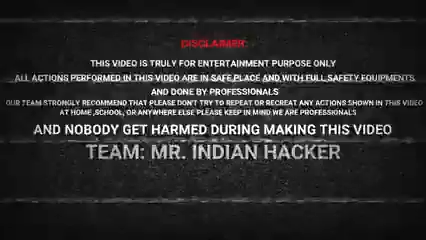 DISCLAIMER:
THIS VIDEO IS TRULY FOR ENTERTAINMENT PURPOSE ONLY
ALL ACTIONS PERFORMED IN THIS VIDEO ARE IN SAFE PLACE AND WITH FULL SAFETY EQUIPMENTS
AND DONE BY PROFESSIONALS
OUR TEAM STRONGLY RECOMMEND THAT PLEASE DON'T TRY TO REPEAT OR RECREAT ANY ACTIONS SHOWN IN THIS VIDEO
AT HOME ,SCHOOL, OR ANYWHERE ELSE PLEASE KEEP IN MIND WE ARE PROFESSIONALS
AND NOBODY GET HARMED DURING MAKING THIS VIDEO
TEAM: MR. INDIAN HACKER